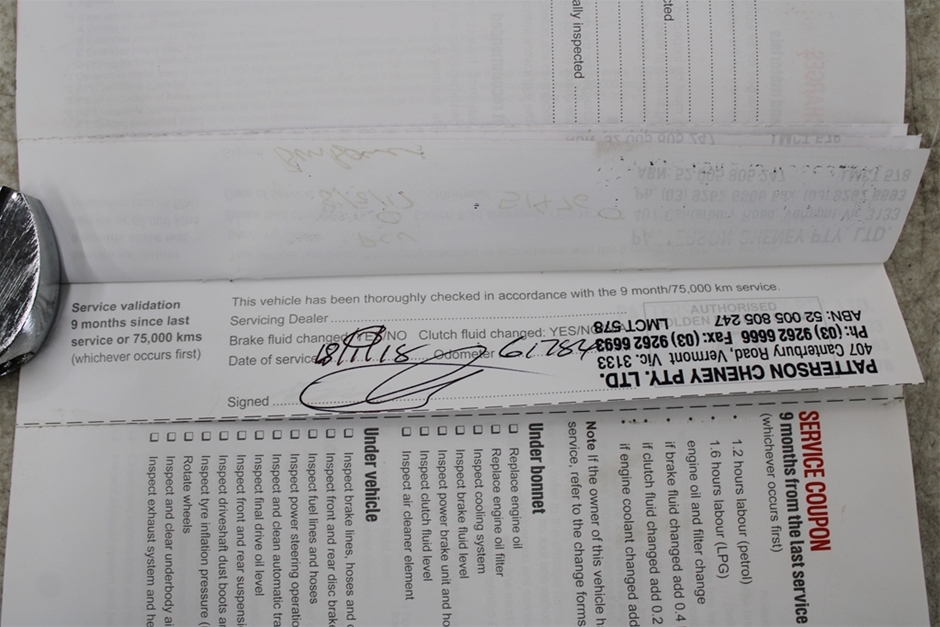 Service validation
9 months since last
service or 75,000 kms
(whichever occurs first)
This vehicle has been thoroughly checked in accordance with the 9 month/75,000 km service.
Servicing Dealer
Brake fluid changed: YES/NO Clutch fluid changed: YES/NO
Date of service Odometer 61784
Signed
AUTHORISED
PATTERSON CHENEY PTY. LTD.
407 Canterbury Road, Vermont Vic. 3133
Ph: (03) 9262 6666 Fax: (03) 9262 6693
ABN: 52 005 805 247 LMCT 578
SERVICE COUPON
9 months from the last service
(whichever occurs first)
• 1.2 hours labour (petrol)
1.6 hours labour (LPG)
• engine oil and filter change
• if brake fluid changed add 0.4
• if clutch fluid changed add 0.2
• if engine coolant changed add
Note If the owner of this vehicle h
service, refer to the change forms
Under bonnet
❑ Replace engine oil
❑ Replace engine oil filter
❑ Inspect cooling system
❑ Inspect brake fluid level
❑ Inspect power brake unit and ho
❑ Inspect clutch fluid level
❑ Inspect air cleaner element
Under vehicle
❑ Inspect brake lines, hoses and c
❑ Inspect front and rear disc brake
❑ Inspect fuel lines and hoses
❑ Inspect power steering operatio
❑ Inspect and clean automatic tra
❑ Inspect final drive oil level
❑ Inspect front and rear suspensi
❑ Inspect driveshaft dust boots a
❑ Inspect tyre inflation pressure (
❑ Rotate wheels
❑ Inspect and clear underbody ai
❑ Inspect exhaust system and he
ally inspected
cted